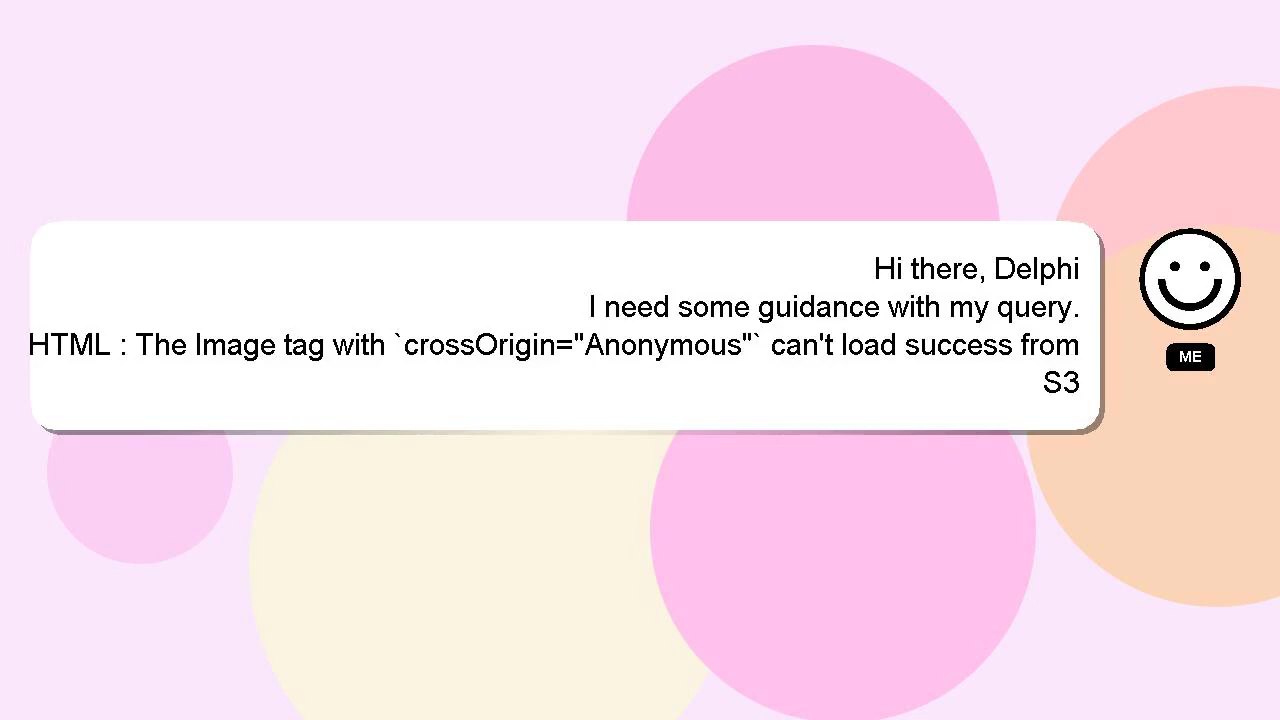 Hi there, Delphi
I need some guidance with my query.
HTML : The Image tag with `crossOrigin="Anonymous"` can't load success from
S3
ME